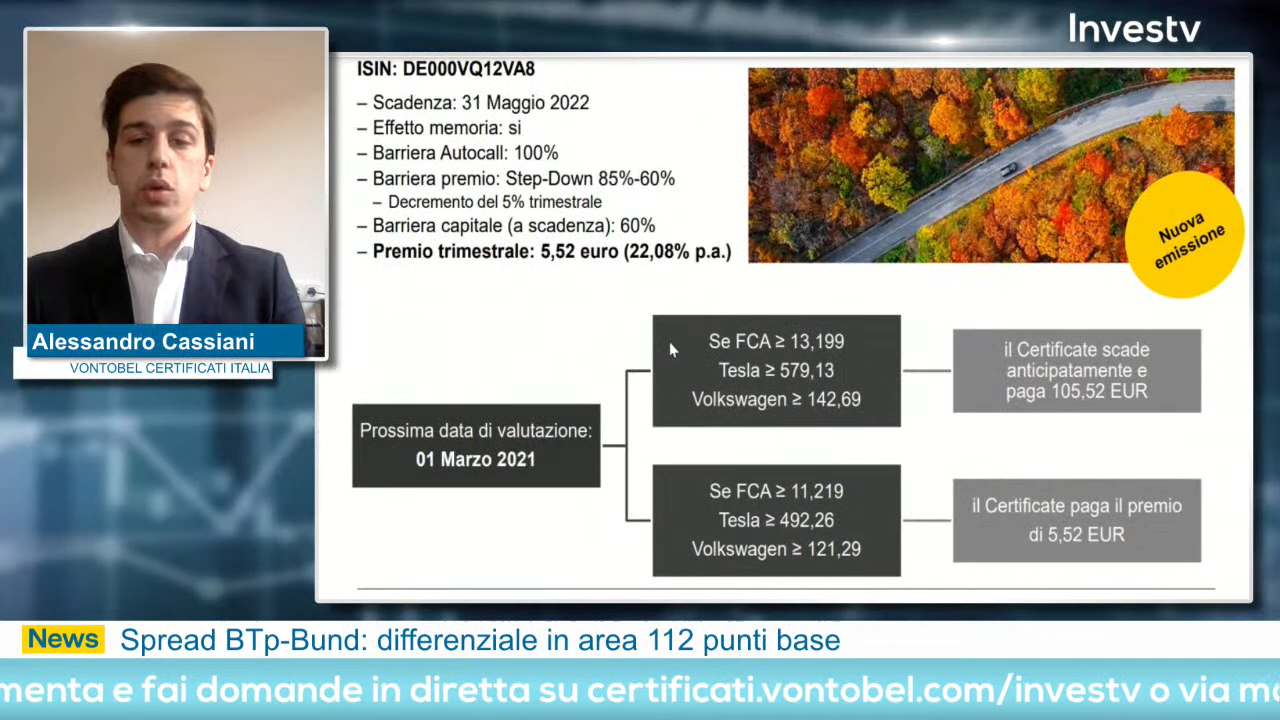 Investv
ISIN: DE000VQ12VA8
– Scadenza: 31 Maggio 2022
– Effetto memoria: si
– Barriera Autocall: 100%
– Barriera premio: Step-Down 85%-60%
– Decremento del 5% trimestrale
– Barriera capitale (a scadenza): 60%
– Premio trimestrale: 5,52 euro (22,08% p.a.)
Nuova
emissione
Alessandro Cassiani
VONTOBEL CERTIFICATI ITALIA
Prossima data di valutazione:
01 Marzo 2021
Se FCA ≥ 13,199
Tesla ≥ 579,13
Volkswagen ≥ 142,69
il Certificate scade
anticipatamente e
paga 105,52 EUR
Se FCA ≥ 11,219
Tesla ≥ 492,26
Volkswagen ≥ 121,29
il Certificate paga il premio
di 5,52 EUR
News Spread BTp-Bund: differenziale in area 112 punti base
menta e fai domande in diretta su certificati.vontobel.com/investv o via